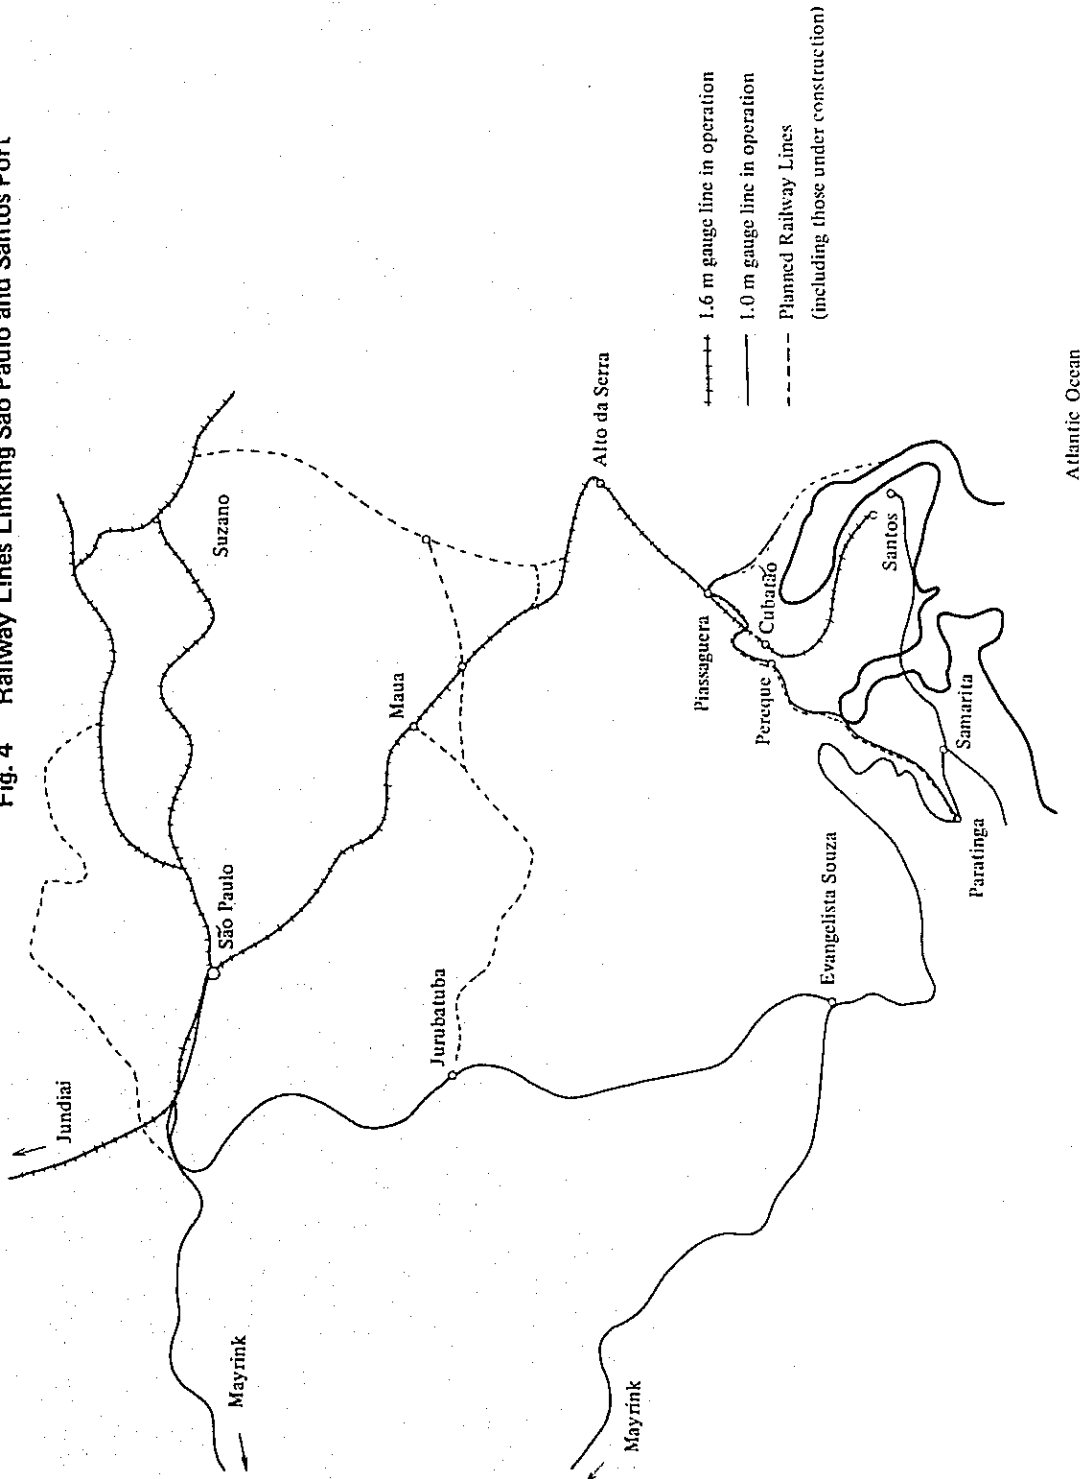 Fig. 4 Railway Lines Linking São Paulo and Santos Port
Jundiai
Mayrink
São Paulo
Suzano
Jurubatuba
Maua
Alto da Serra
Mayrink
Evangelista Souza
Piassaguera
Pereque
Cubatão
Santos
Paratinga
Samarita
1.6 m gauge line in operation
1.0 m gauge line in operation
Planned Railway Lines
(including those under construction)
Atlantic Ocean